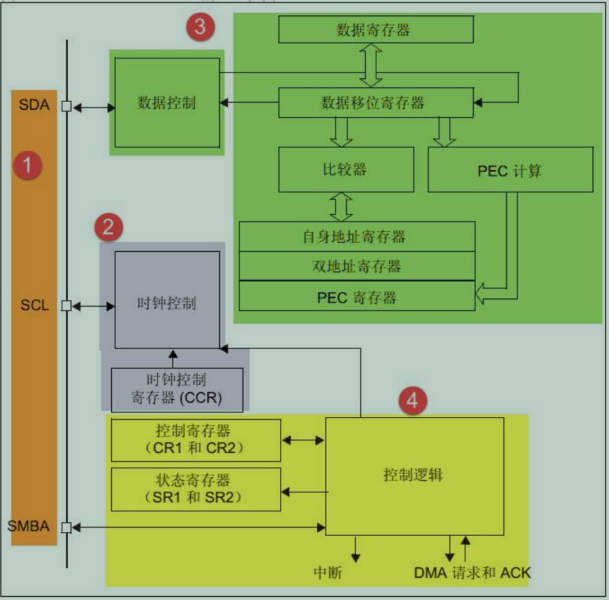 3
数据寄存器
SDA
数据控制
数据移位寄存器
1
比较器
PEC 计算
2
自身地址寄存器
双地址寄存器
PEC 寄存器
SCL
时钟控制
时钟控制
寄存器 (CCR)
4
控制寄存器
(CR1 和 CR2)
控制逻辑
状态寄存器
(SR1 和 SR2)
SMBA
中断
DMA 请求和 ACK